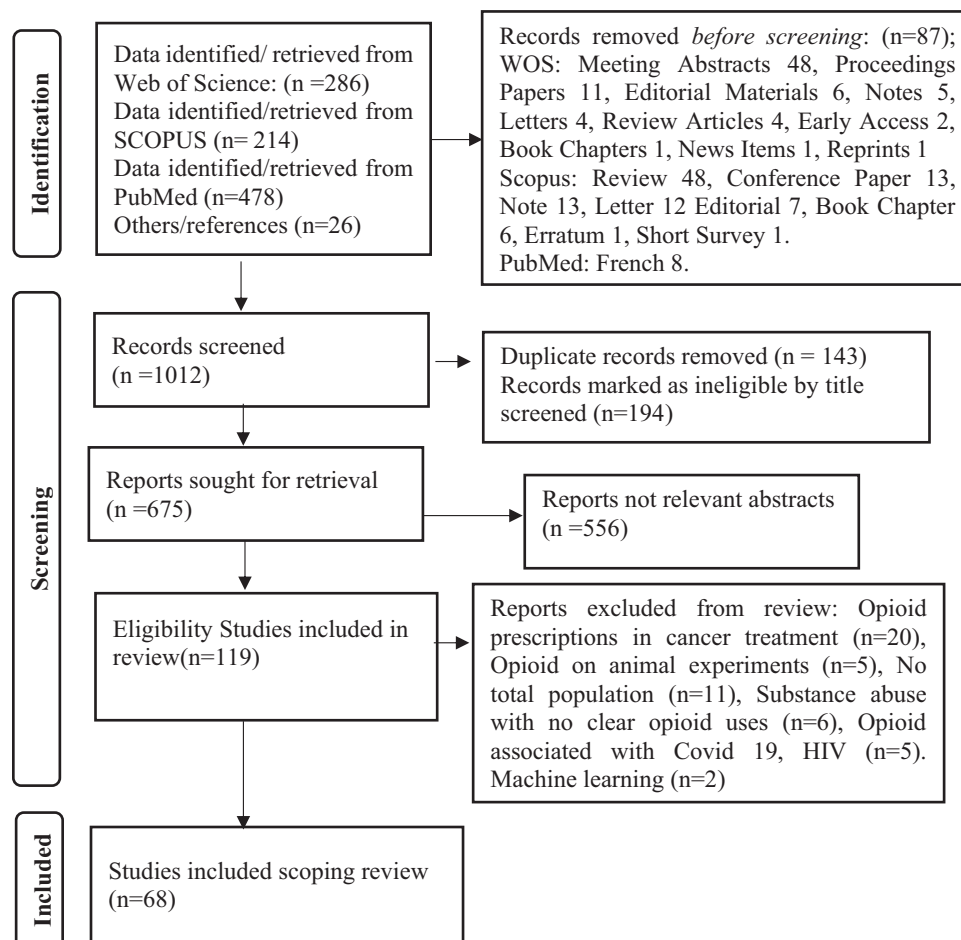 Identification
Data identified/ retrieved from
Web of Science: (n =286)
Data identified/retrieved from
SCOPUS (n= 214)
Data identified/retrieved from
PubMed (n=478)
Others/references (n=26)
Records removed before screening: (n=87);
WOS: Meeting Abstracts 48, Proceedings
Papers 11, Editorial Materials 6, Notes 5,
Letters 4, Review Articles 4, Early Access 2,
Book Chapters 1, News Items 1, Reprints 1
Scopus: Review 48, Conference Paper 13,
Note 13, Letter 12 Editorial 7, Book Chapter
6, Erratum 1, Short Survey 1.
PubMed: French 8.
Screening
Records screened
(n =1012)
Duplicate records removed (n = 143)
Records marked as ineligible by title
screened (n=194)
Reports sought for retrieval
(n =675)
Reports not relevant abstracts
(n =556)
Eligibility Studies included in
review(n=119)
Reports excluded from review: Opioid
prescriptions in cancer treatment (n=20),
Opioid on animal experiments (n=5), No
total population (n=11), Substance abuse
with no clear opioid uses (n=6), Opioid
associated with Covid 19, HIV (n=5).
Machine learning (n=2)
Included
Studies included scoping review
(n=68)